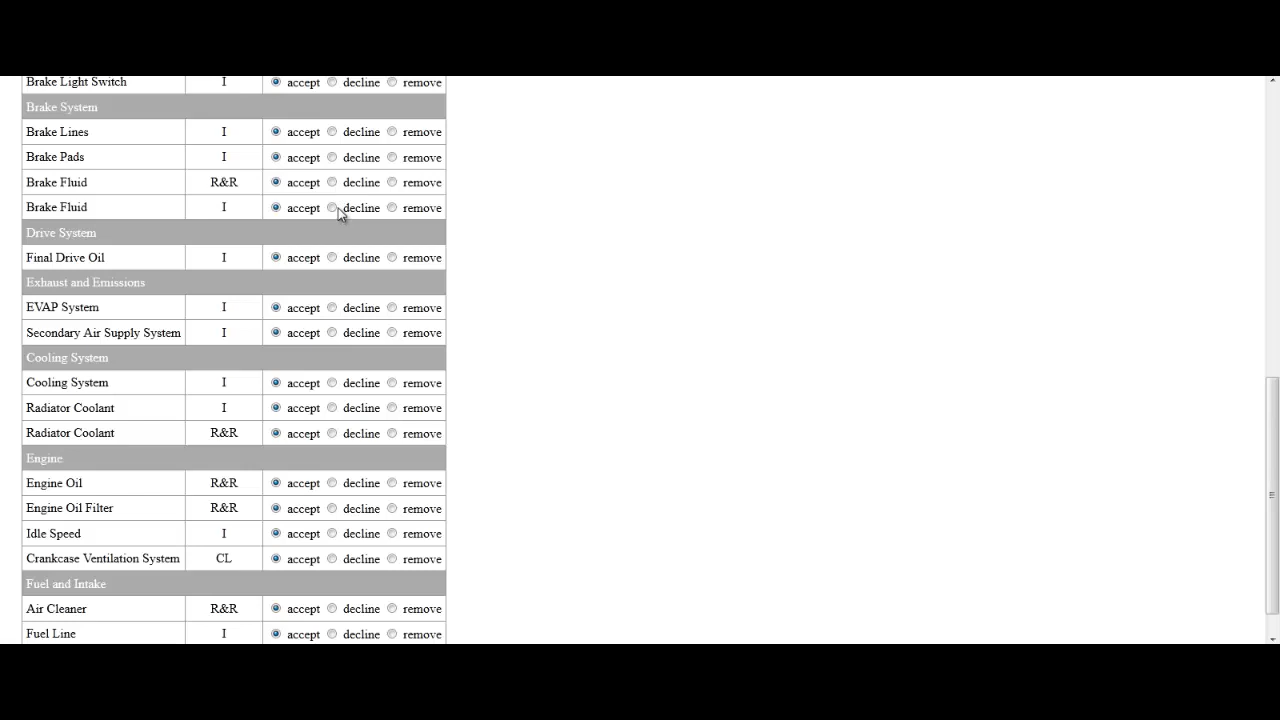 Brake Light Switch I accept decline remove
Brake System
Brake Lines I accept decline remove
Brake Pads I accept decline remove
Brake Fluid R&R accept decline remove
Brake Fluid I accept decline remove
Drive System
Final Drive Oil I accept decline remove
Exhaust and Emissions
EVAP System I accept decline remove
Secondary Air Supply System I accept decline remove
Cooling System
Cooling System I accept decline remove
Radiator Coolant I accept decline remove
Radiator Coolant R&R accept decline remove
Engine
Engine Oil R&R accept decline remove
Engine Oil Filter R&R accept decline remove
Idle Speed I accept decline remove
Crankcase Ventilation System CL accept decline remove
Fuel and Intake
Air Cleaner R&R accept decline remove
Fuel Line I accept decline remove